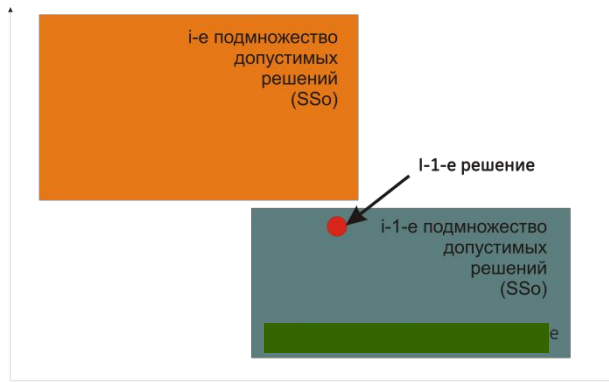 i-е подмножество
допустимых
решений
(SSo)
I-1-е решение
i-1-е подмножество
допустимых
решений
(SSo)
е